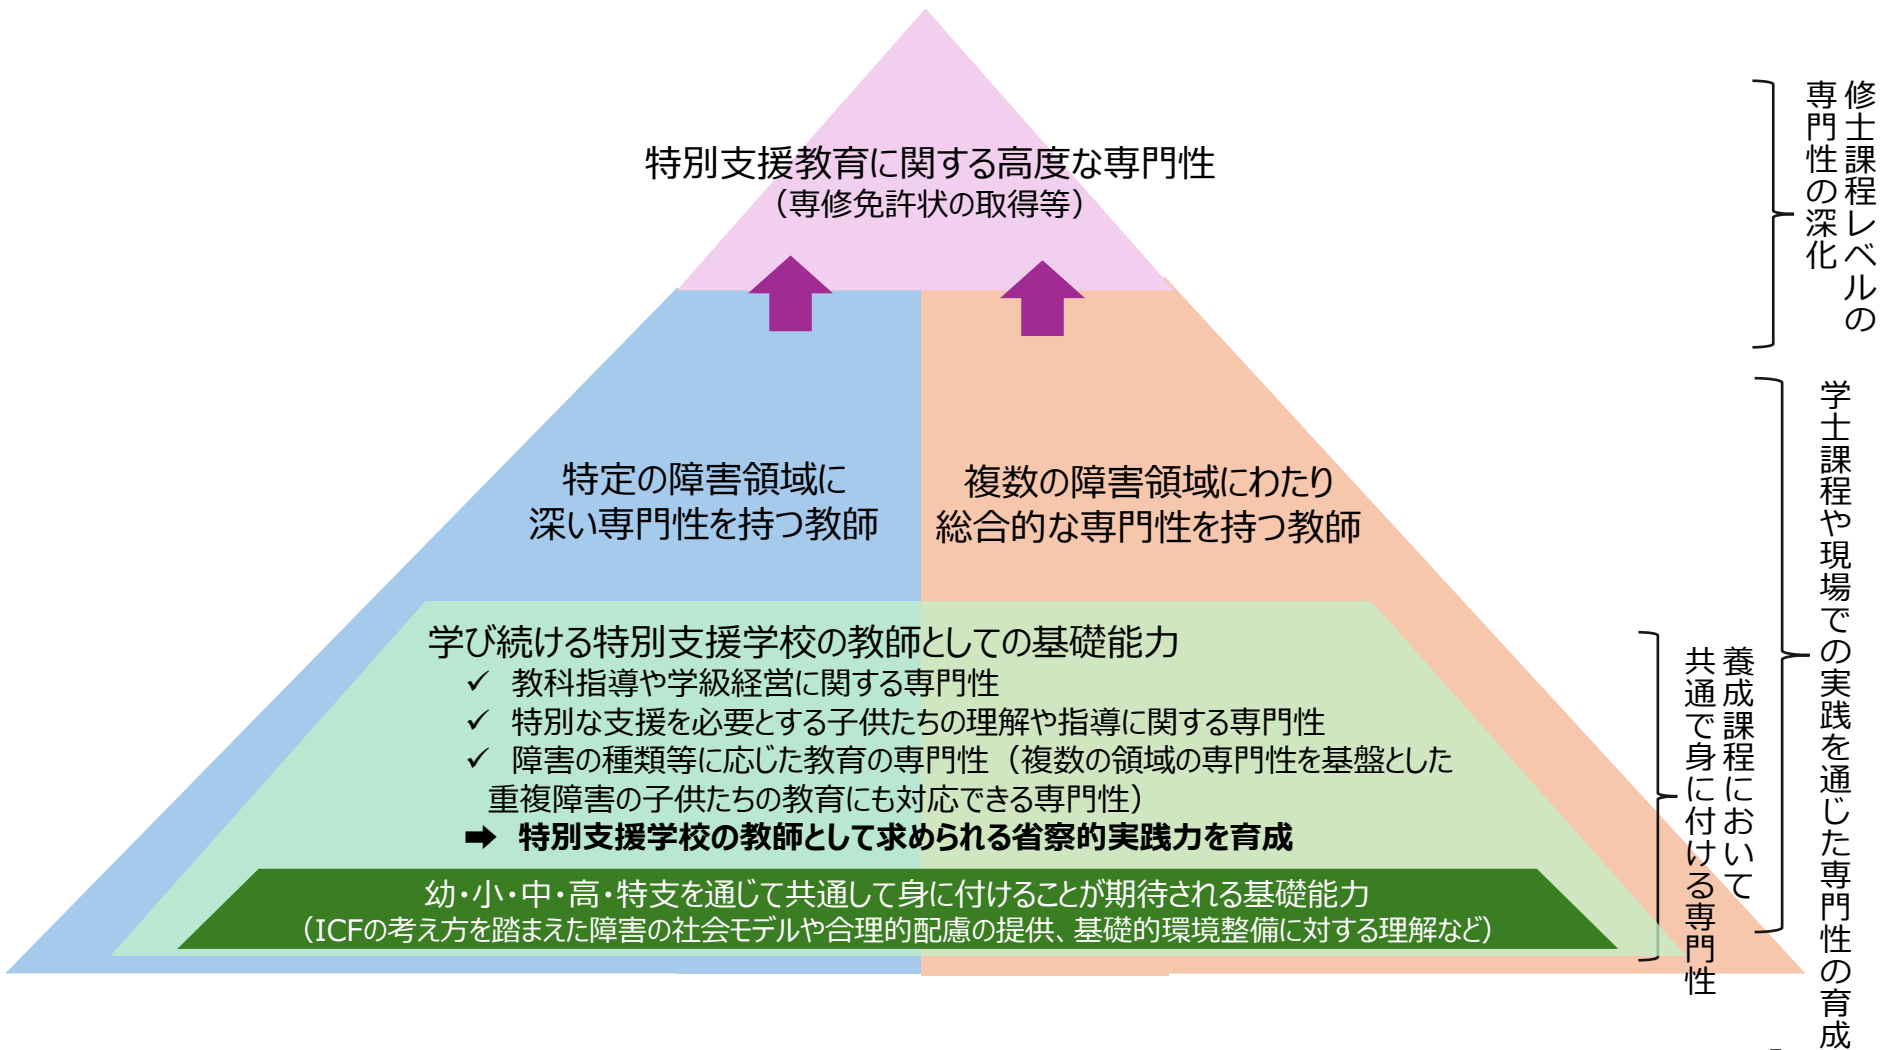 特別支援教育に関する高度な専門性
（専修免許状の取得等）
特定の障害領域に
深い専門性を持つ教師
複数の障害領域にわたり
総合的な専門性を持つ教師
学び続ける特別支援学校の教師としての基礎能力
✓ 教科指導や学級経営に関する専門性
✓ 特別な支援を必要とする子供たちの理解や指導に関する専門性
✓ 障害の種類等に応じた教育の専門性（複数の領域の専門性を基盤とした
重複障害の子供たちの教育にも対応できる専門性）
➡ 特別支援学校の教師として求められる省察的実践力を育成
幼・小・中・高・特支を通じて共通して身に付けることが期待される基礎能力
（ICFの考え方を踏まえた障害の社会モデルや合理的配慮の提供、基礎的環境整備に対する理解など）
修士課程レベルの
専門性の深化
学士課程や現場での実践を通じた専門性の育成
養成課程において
共通で身に付ける専門性